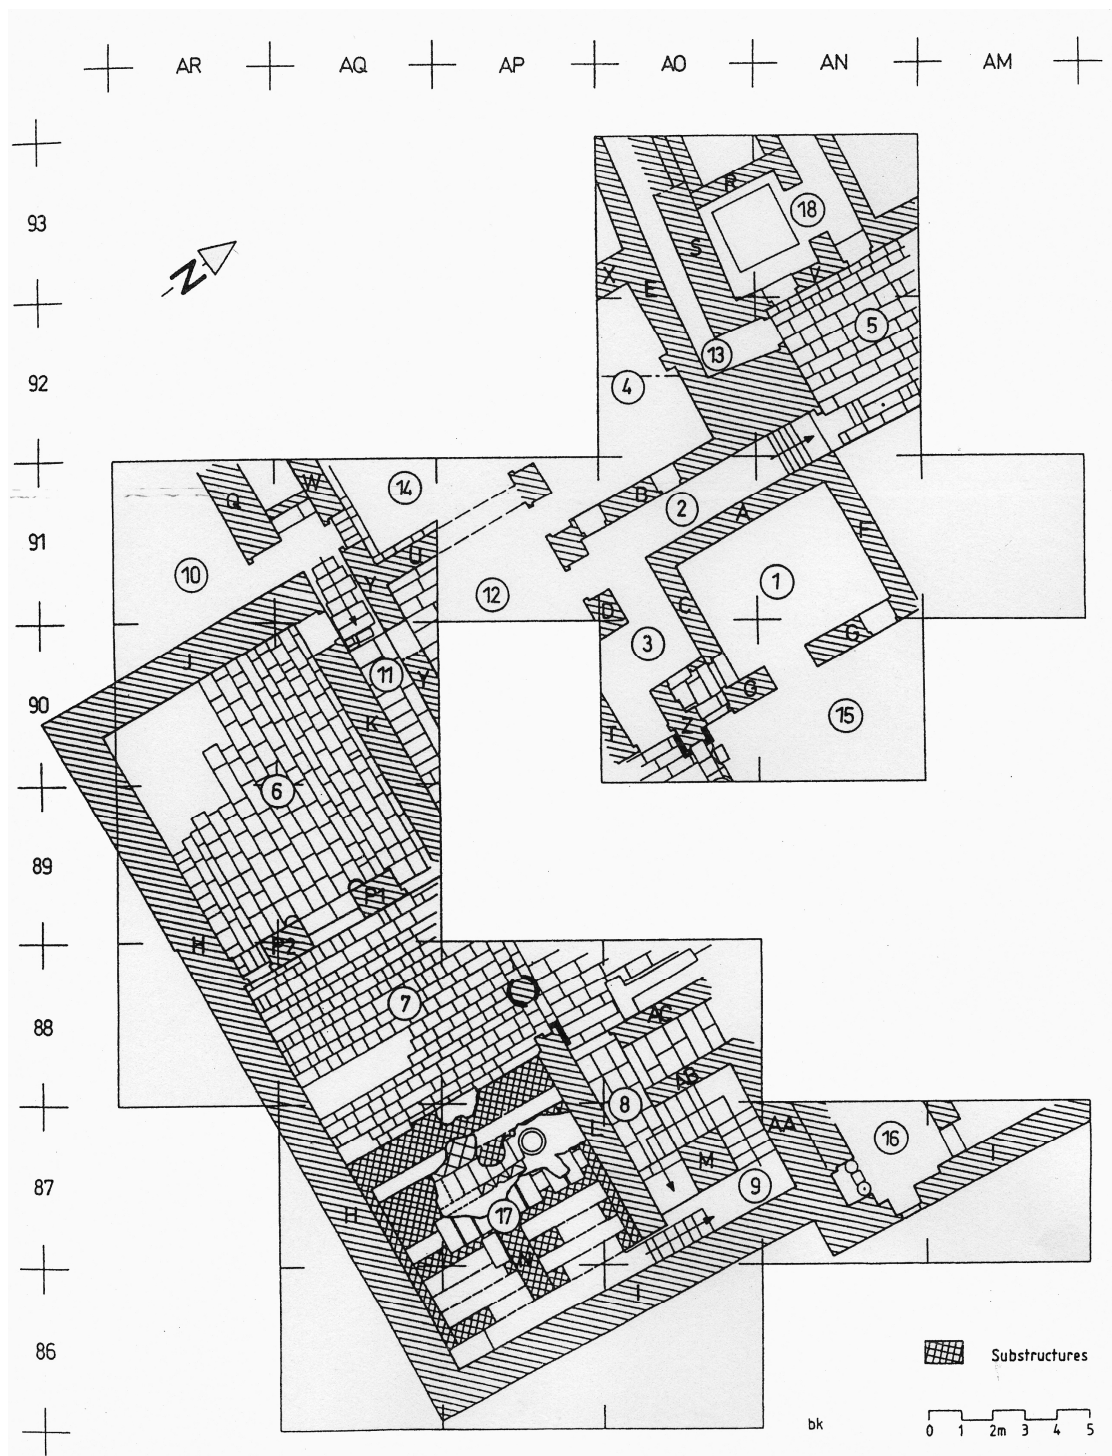 AR AQ AP AO AN AM
93
R
18
S
N
X E V
5
13
92
4
W 14
Q B 2
A
91
F
U
10 Y 12 1
D C
G
3
J
11 Y
90
O 15
K
T Z
6
89
P1
H P2
7
88
AC
AB
8
L AA 16
M I
87
9
H 17
N
I
86
Substructures
bk
0 1 2m 3 4 5